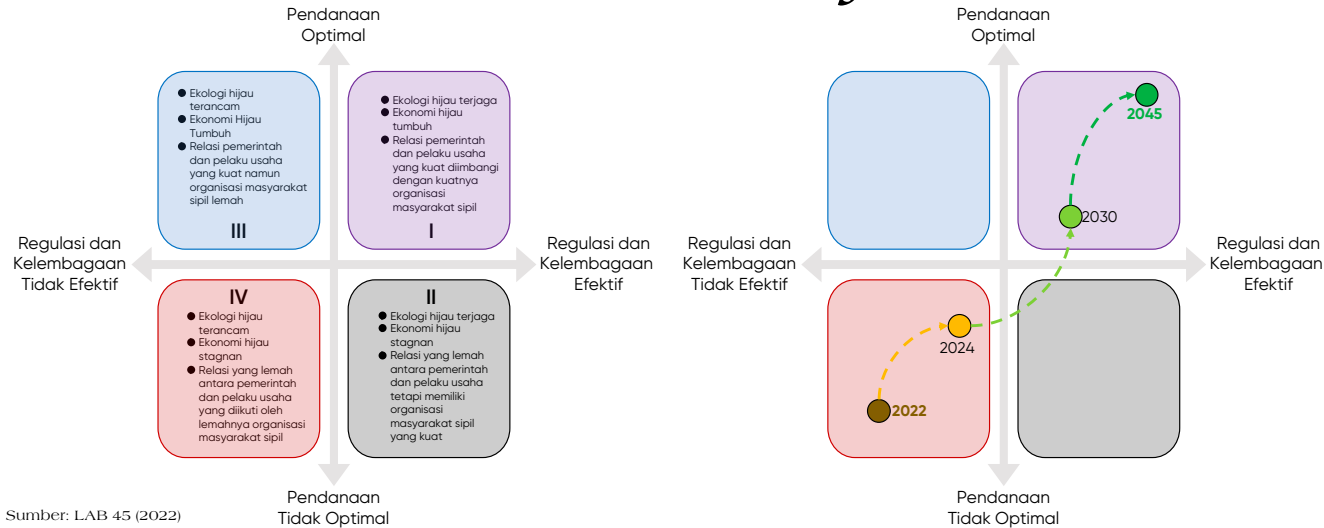 Pendanaan
Optimal
● Ekologi hijau
terancam
● Ekonomi Hijau
Tumbuh
● Relasi pemerintah
dan pelaku usaha
yang kuat namun
organisasi masyarakat
sipil lemah
III
● Ekologi hijau terjaga
● Ekonomi hijau
tumbuh
● Relasi pemerintah
dan pelaku usaha
yang kuat diimbangi
dengan kuatnya
organisasi
masyarakat sipil
I
Regulasi dan
Kelembagaan
Tidak Efektif
Regulasi dan
Kelembagaan
Efektif
IV
● Ekologi hijau
terancam
● Ekonomi hijau
stagnan
● Relasi yang lemah
antara pemerintah
dan pelaku usaha
yang diikuti oleh
lemahnya organisasi
masyarakat sipil
II
● Ekologi hijau terjaga
● Ekonomi hijau
stagnan
● Relasi yang lemah
antara pemerintah
dan pelaku usaha
tetapi memiliki
organisasi
masyarakat sipil
yang kuat
Pendanaan
Tidak Optimal
Sumber: LAB 45 (2022)
Pendanaan
Optimal
2045
2030
Regulasi dan
Kelembagaan
Tidak Efektif
Regulasi dan
Kelembagaan
Efektif
2024
2022
Pendanaan
Tidak Optimal